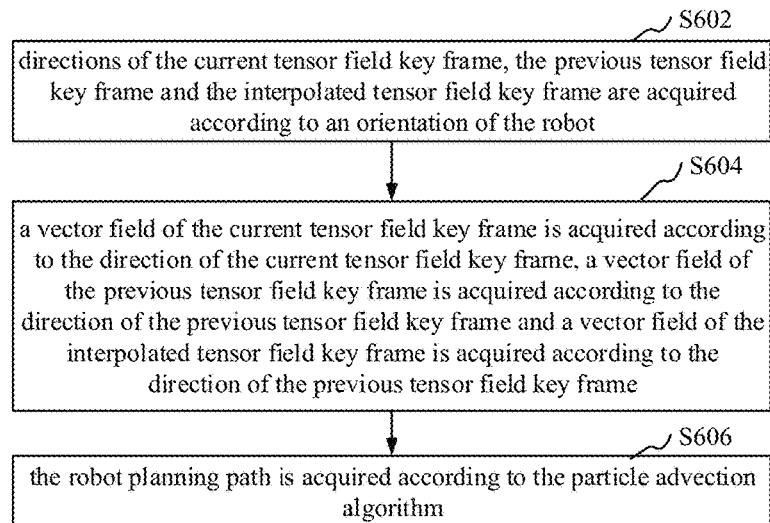 S602
directions of the current tensor field key frame, the previous tensor field
key frame and the interpolated tensor field key frame are acquired
according to an orientation of the robot
S604
a vector field of the current tensor field key frame is acquired according
to the direction of the current tensor field key frame, a vector field of
the previous tensor field key frame is acquired according to the
direction of the previous tensor field key frame and a vector field of the
interpolated tensor field key frame is acquired according to the
direction of the previous tensor field key frame
S606
the robot planning path is acquired according to the particle advection
algorithm